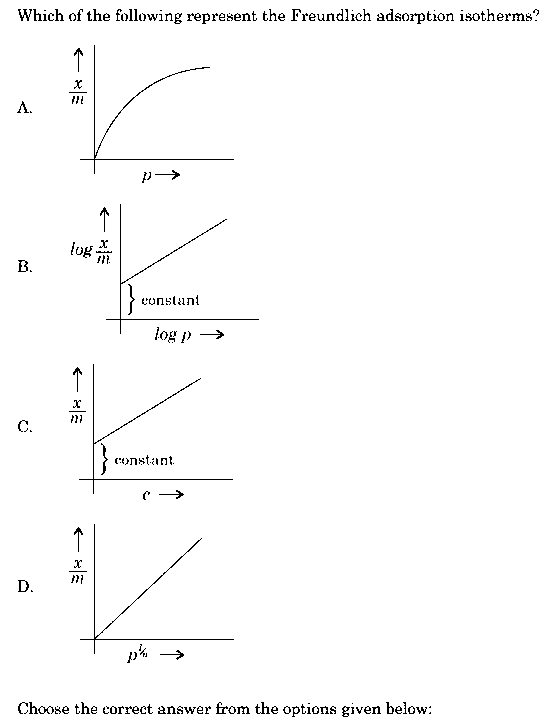 Which of the following represent the Freundlich adsorption isotherms?
A.
x/m
p
B.
log x/m
constant
log p
C.
x/m
constant
c
D.
x/m
p^1/n
Choose the correct answer from the options given below: